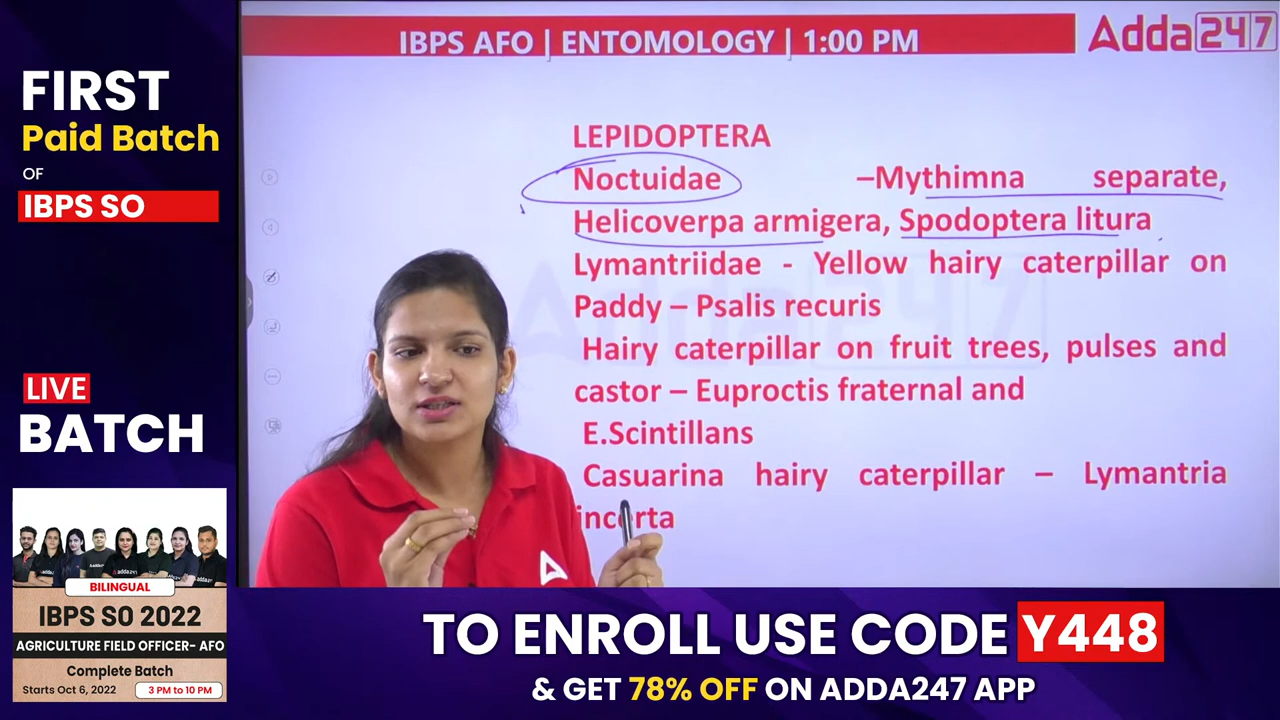 IBPS AFO | ENTOMOLOGY | 1:00 PM
Adda247
FIRST
Paid Batch
OF
IBPS SO
LIVE
BATCH
LEPIDOPTERA
Noctuidae –Mythimna separate,
Helicoverpa armigera, Spodoptera litura
Lymantriidae - Yellow hairy caterpillar on
Paddy – Psalis recuris
Hairy caterpillar on fruit trees, pulses and
castor – Euproctis fraternal and
E.Scintillans
Casuarina hairy caterpillar – Lymantria
incerta
Adda247
adda247
BILINGUAL
IBPS SO 2022
AGRICULTURE FIELD OFFICER- AFO
Complete Batch
Starts Oct 6, 2022 3 PM to 10 PM
TO ENROLL USE CODE Y448
& GET 78% OFF ON ADDA247 APP